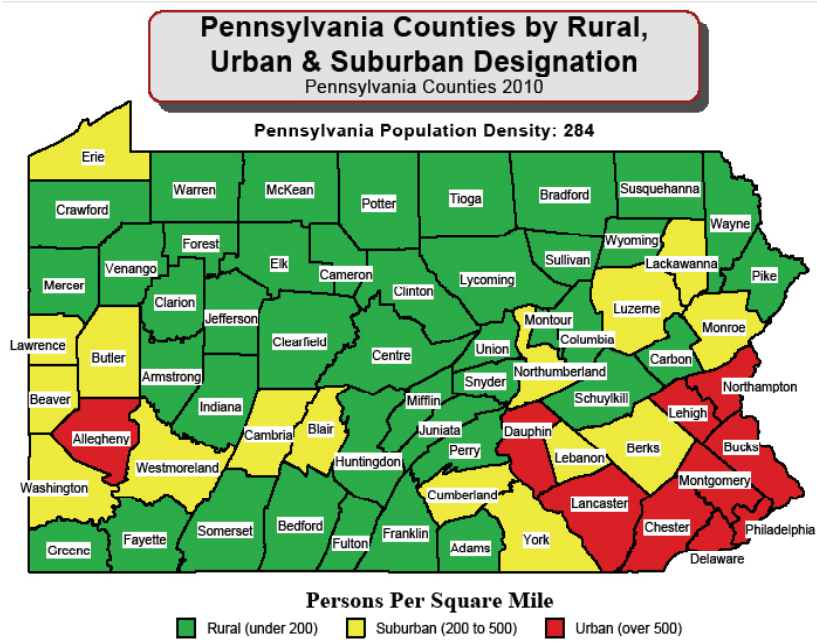 Pennsylvania Counties by Rural,
Urban & Suburban Designation
Pennsylvania Counties 2010
Pennsylvania Population Density: 284
Erie
Warren
McKean
Potter
Tioga
Bradford
Susquehanna
Crawford
Wayne
Forest
Wyoming
Venango
Elk
Cameron
Sullivan
Lackawanna
Mercer
Clarion
Clinton
Lycoming
Pike
Jefferson
Luzerne
Lawrence
Butler
Clearfield
Centre
Union
Montour
Columbia
Monroe
Armstrong
Snyder
Northumberland
Carbon
Northampton
Beaver
Indiana
Mifflin
Schuylkill
Lehigh
Allegheny
Cambria
Blair
Juniata
Dauphin
Bucks
Westmoreland
Huntingdon
Perry
Lebanon
Berks
Montgomery
Washington
Cumberland
Lancaster
Greene
Fayette
Somerset
Bedford
Fulton
Franklin
Adams
York
Chester
Philadelphia
Delaware
Persons Per Square Mile
Rural (under 200) Suburban (200 to 500) Urban (over 500)